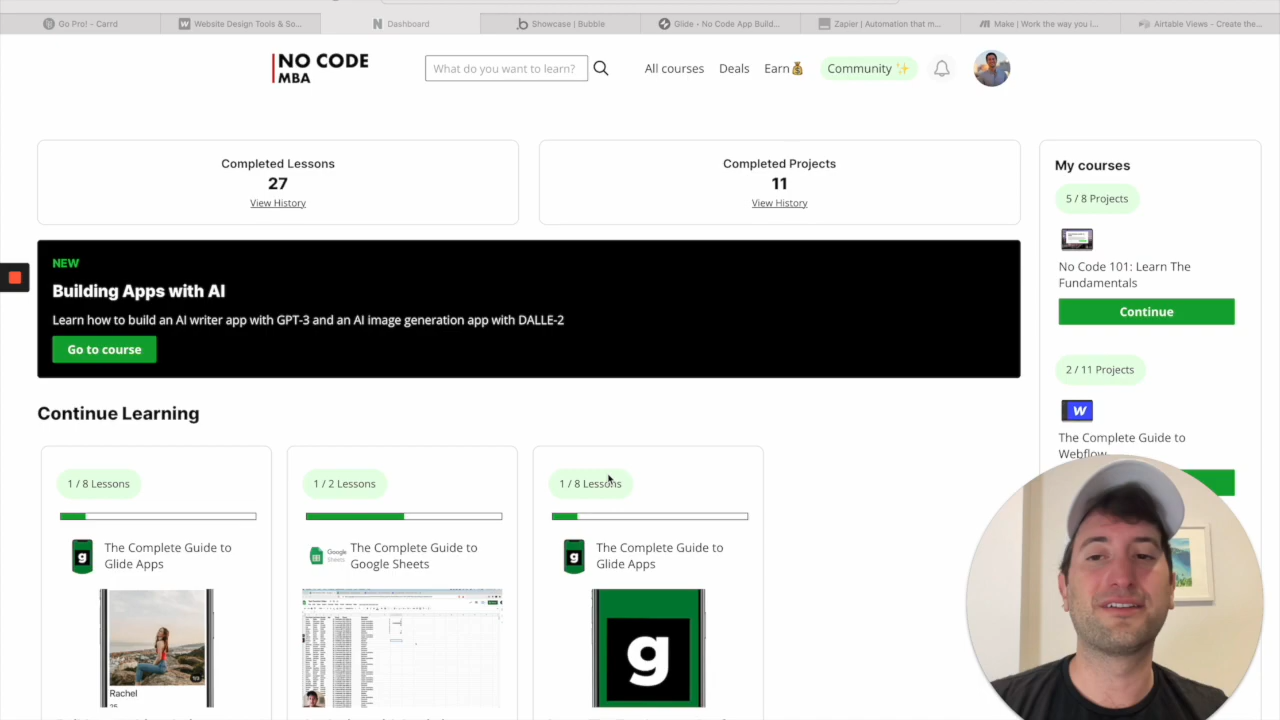 Go Pro! - Carrd
Website Design Tools & So...
Dashboard
Showcase | Bubble
Glide - No Code App Build...
Zapier | Automation that m...
Make | Work the way you i...
Airtable Views - Create the...
NO CODE
MBA
What do you want to learn?
All courses
Deals
Earn💰
Community ✨
Completed Lessons
27
View History
Completed Projects
11
View History
My courses
5 / 8 Projects
No Code 101: Learn The
Fundamentals
Continue
2 / 11 Projects
W
The Complete Guide to
Webflow
NEW
Building Apps with AI
Learn how to build an AI writer app with GPT-3 and an AI image generation app with DALLE-2
Go to course
Continue Learning
1 / 8 Lessons
g
The Complete Guide to
Glide Apps
Rachel
1 / 2 Lessons
Google
Sheets
The Complete Guide to
Google Sheets
1 / 8 Lessons
g
The Complete Guide to
Glide Apps
g